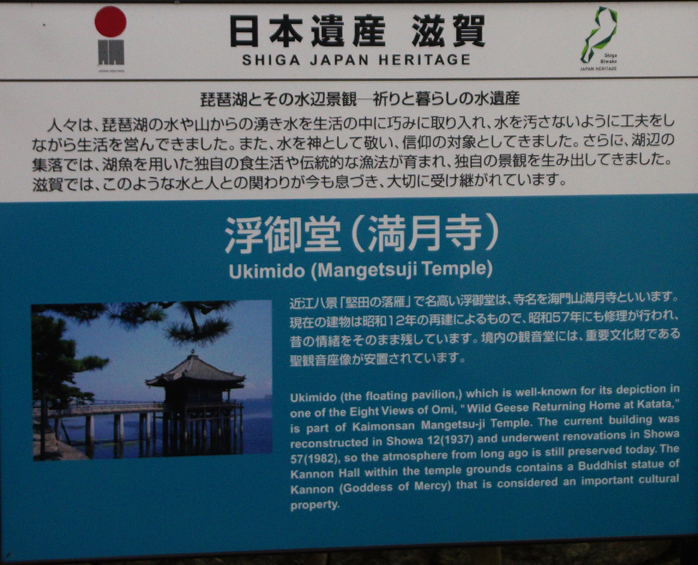 日本遺産 滋賀
SHIGA JAPAN HERITAGE
JAPAN HERITAGE
Shiga
Biwako
JAPAN HERITAGE
琵琶湖とその水辺景観―祈りと暮らしの水遺産
人々は、琵琶湖の水や山からの湧き水を生活の中に巧みに取り入れ、水を汚さないように工夫をし
ながら生活を営んできました。また、水を神として敬い、信仰の対象としてきました。さらに、湖辺の
集落では、湖魚を用いた独自の食生活や伝統的な漁法が育まれ、独自の景観を生み出してきました。
滋賀では、このような水と人との関わりが今も息づき、大切に受け継がれています。
浮御堂（満月寺）
Ukimido (Mangetsuji Temple)
近江八景「堅田の落雁」で名高い浮御堂は、寺名を海門山満月寺といいます。
現在の建物は昭和12年の再建によるもので、昭和57年にも修理が行われ、
昔の情緒をそのまま残しています。境内の観音堂には、重要文化財である
聖観音座像が安置されています。
Ukimido (the floating pavilion,) which is well-known for its depiction in
one of the Eight Views of Omi, "Wild Geese Returning Home at Katata,"
is part of Kaimonsan Mangetsu-ji Temple. The current building was
reconstructed in Showa 12(1937) and underwent renovations in Showa
57(1982), so the atmosphere from long ago is still preserved today. The
Kannon Hall within the temple grounds contains a Buddhist statue of
Kannon (Goddess of Mercy) that is considered an important cultural
property.